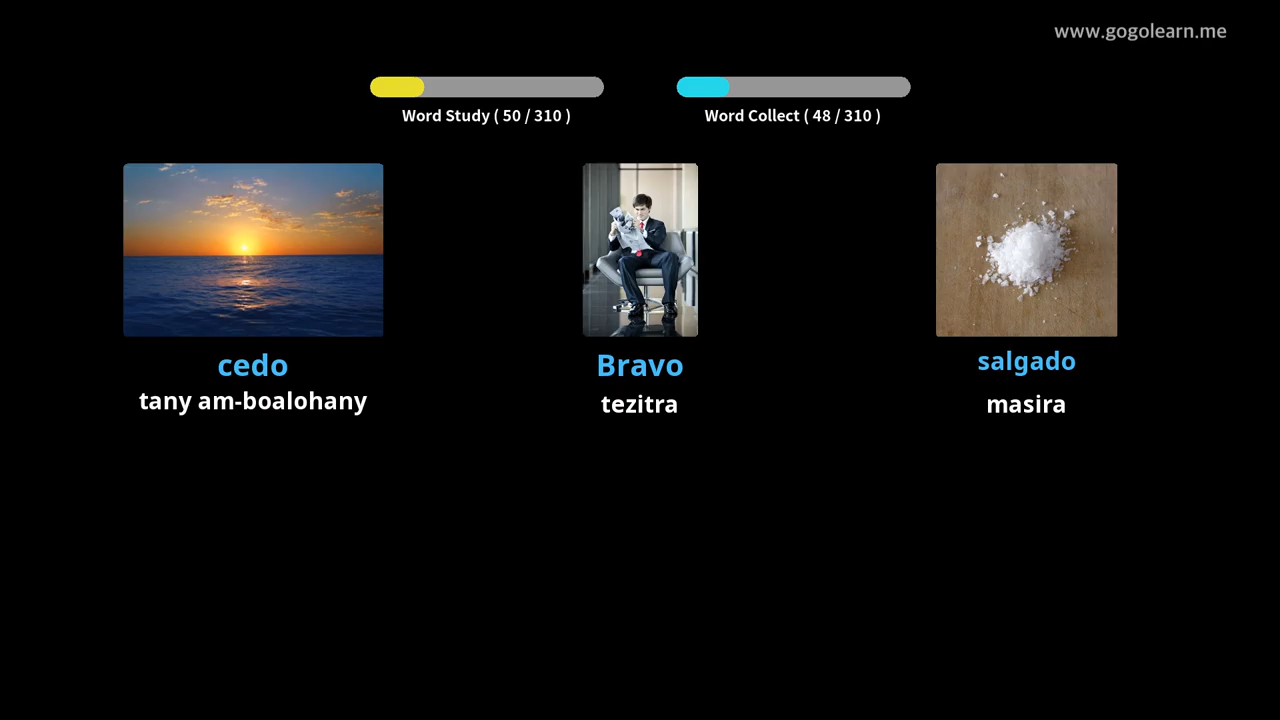 www.gogolearn.me
Word Study ( 50 / 310 )
Word Collect ( 48 / 310 )
cedo
tany am-boalohany
Bravo
tezitra
salgado
masira